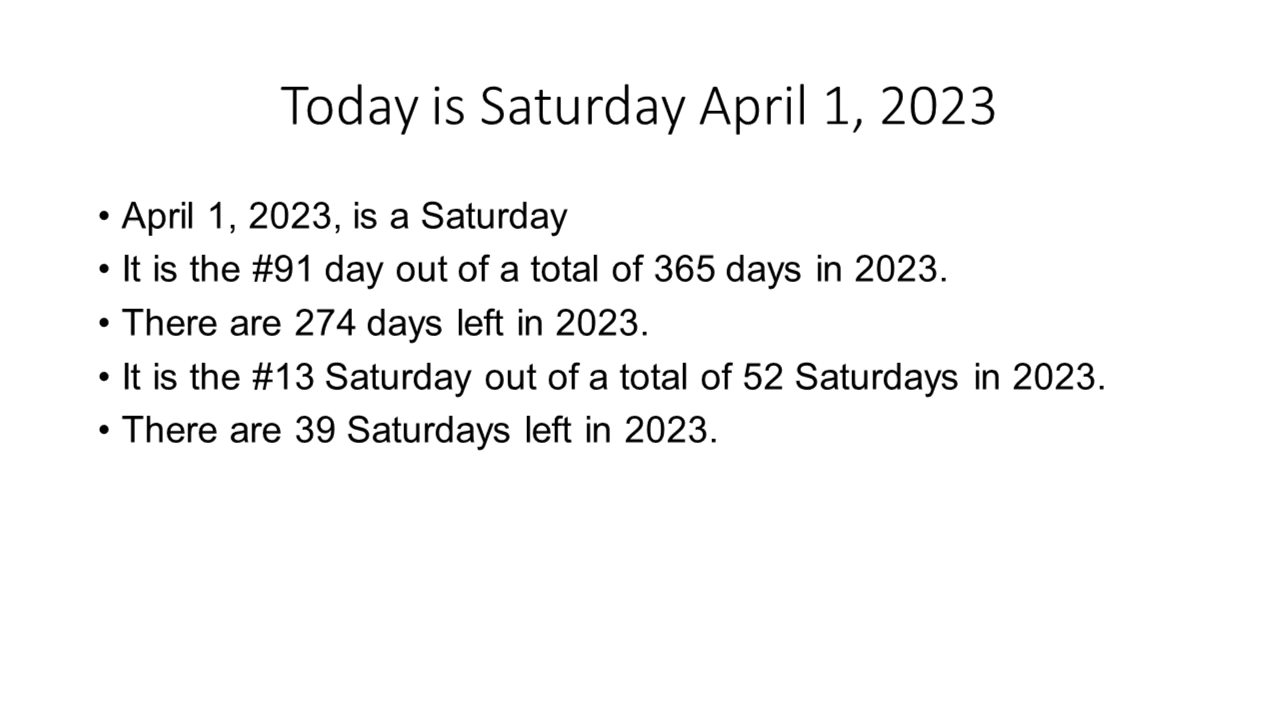 Today is Saturday April 1, 2023
• April 1, 2023, is a Saturday
• It is the #91 day out of a total of 365 days in 2023.
• There are 274 days left in 2023.
• It is the #13 Saturday out of a total of 52 Saturdays in 2023.
• There are 39 Saturdays left in 2023.